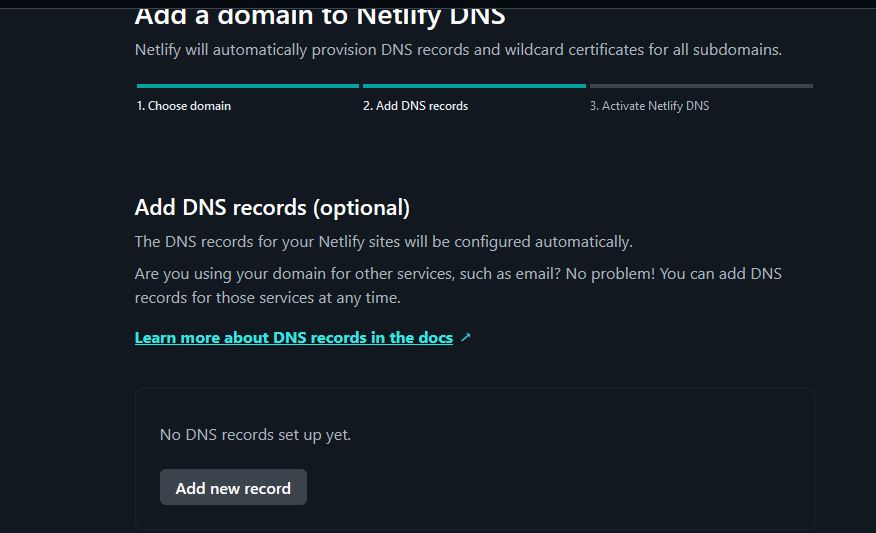 Add a domain to Netlify DNS
Netlify will automatically provision DNS records and wildcard certificates for all subdomains.
1. Choose domain
2. Add DNS records
3. Activate Netlify DNS
Add DNS records (optional)
The DNS records for your Netlify sites will be configured automatically.
Are you using your domain for other services, such as email? No problem! You can add DNS
records for those services at any time.
Learn more about DNS records in the docs ↗
No DNS records set up yet.
Add new record